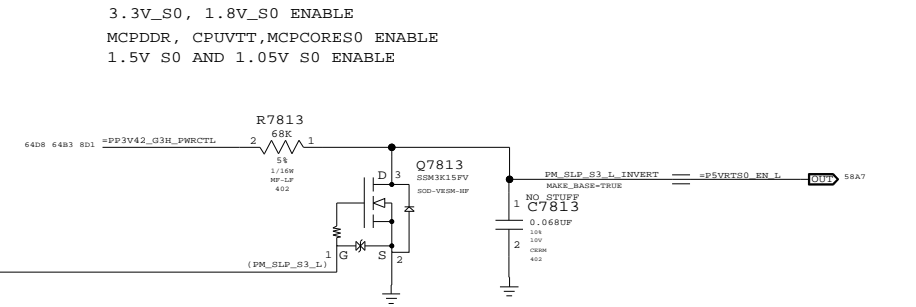 3.3V_S0, 1.8V_S0 ENABLE
MCPDDR, CPUVTT,MCPCORES0 ENABLE
1.5V S0 AND 1.05V S0 ENABLE
R7813
68K
64D8 64B3 8D1 =PP3V42_G3H_PWRCTL 2 1
5%
1/16W
MF-LF
402
Q7813
SSM3K15FV
SOD-VESM-HF
D 3
1 G S 2
(PM_SLP_S3_L)
PM_SLP_S3_L_INVERT =P5VRTS0_EN_L OUT 58A7
MAKE_BASE=TRUE
NO STUFF
1 C7813
0.068UF
10%
10V
CERM
402
2